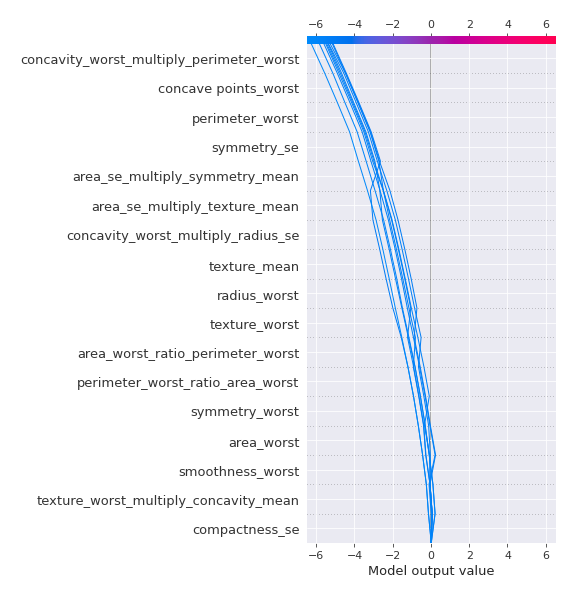 −6 −4 −2 0 2 4 6
concavity_worst_multiply_perimeter_worst
concave points_worst
perimeter_worst
symmetry_se
area_se_multiply_symmetry_mean
area_se_multiply_texture_mean
concavity_worst_multiply_radius_se
texture_mean
radius_worst
texture_worst
area_worst_ratio_perimeter_worst
perimeter_worst_ratio_area_worst
symmetry_worst
area_worst
smoothness_worst
texture_worst_multiply_concavity_mean
compactness_se
−6 −4 −2 0 2 4 6
Model output value